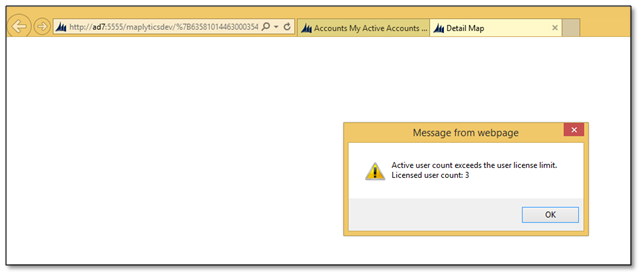 http://ad7:5555/maplyticsdev/%7B63581014463000354
Accounts My Active Accounts ...
Detail Map
Message from webpage
Active user count exceeds the user license limit.
Licensed user count: 3
OK